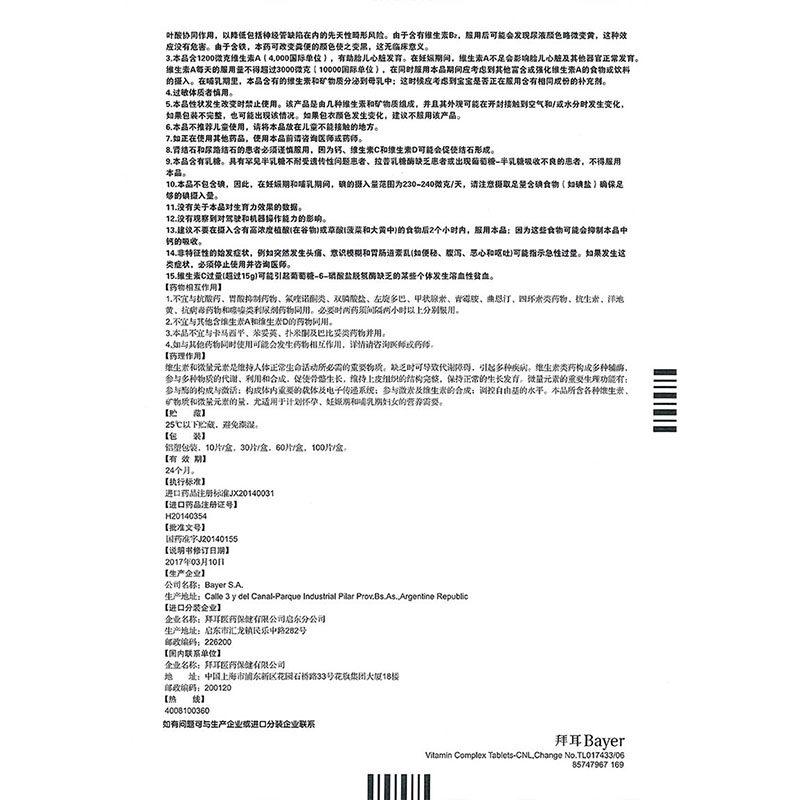 叶酸协同作用，以降低包括神经管缺陷在内的先天性畸形风险。由于含有维生素B₂，服用后可能会发现尿液颜色略微变黄，这种效
应没有危害。由于含铁，本药可改变粪便的颜色使之变黑，这无临床意义。
3.本品含1200微克维生素A（4,000国际单位），有助胎儿心脏发育。在妊娠期间，维生素A不足会影响胎儿心脏及其他器官正常发育。
维生素A每天的服用量不得超过3000微克（10000国际单位），在同时服用本品期间应考虑到其他富含或强化维生素A的食物或饮料
的摄入。在哺乳期里，本品含有的维生素和矿物质分泌到母乳中；这时候应考虑到宝宝是否正在服用含有相同成份的补充剂。
4.过敏体质者慎用。
5.本品性状发生改变时禁止使用。该产品是由几种维生素和矿物质组成，并且其外观可能在开封接触到空气和/或水分时发生变化，
如果包装不完整，也可能出现该情况。如果包衣颜色发生变化，建议不服用该产品。
6.本品不推荐儿童使用，请将本品放在儿童不能接触的地方。
7.如正在使用其他药品，使用本品前请咨询医师或药师。
8.肾结石和尿路结石的患者必须谨慎服用，因为钙、维生素C和维生素D可能会促使结石形成。
9.本品含有乳糖。具有罕见半乳糖不耐受遗传性问题患者、拉普乳糖酶缺乏患者或出现葡萄糖-半乳糖吸收不良的患者，不得服用
本品。
10.本品不包含碘，因此，在妊娠期和哺乳期间，碘的摄入量范围为230-240微克/天，请注意摄取足量含碘食物（如碘盐）确保足
够的碘摄入量。
11.没有关于本品对生育力效果的数据。
12.没有观察到对驾驶和机器操作能力的影响。
13.建议不要在摄入含有高浓度植酸(在谷物)或草酸(菠菜和大黄中)的食物后2个小时内，服用本品；因为这些食物可能会抑制本品中
钙的吸收。
14.非特征性的始发症状，例如突然发生头痛、意识模糊和胃肠道紊乱(如便秘、腹泻、恶心和呕吐)可能指示急性过量。如果发生这
类症状，必须停止使用并咨询医师。
15.维生素C过量(超过15g)可能引起葡萄糖-6-磷酸盐脱氢酶缺乏的某些个体发生溶血性贫血。
【药物相互作用】
1.不宜与抗酸药、胃酸抑制药物、氟喹诺酮类、双膦酸盐、左旋多巴、甲状腺素、青霉胺、曲恩汀、四环素类药物、抗生素、洋地
黄、抗病毒药物和噻嗪类利尿剂药物同用。必要时两药须间隔两小时以上分别服用。
2.不宜与其他含维生素A和维生素D的药物同用。
3.本品不宜与卡马西平、苯妥英、扑米酮及巴比妥类药物并用。
4.如与其他药物同时使用可能会发生药物相互作用，详情请咨询医师或药师。
【药理作用】
维生素和微量元素是维持人体正常生命活动所必需的重要物质。缺乏时可导致代谢障碍，引起多种疾病。维生素类药构成多种辅酶，
参与多种物质的代谢、利用和合成，促使骨骼生长，维持上皮组织的结构完整，保持正常的生长发育。微量元素的重要生理功能有：
参与酶的构成与激活；构成体内重要的载体及电子传递系统；参与激素及维生素的合成；调控自由基的水平。本品所含各种维生素、
矿物质和微量元素的量，尤适用于计划怀孕、妊娠期和哺乳期妇女的营养需要。
【贮 藏】
25℃以下贮藏，避免潮湿。
【包 装】
铝塑包装，10片/盒，30片/盒，60片/盒，100片/盒。
【有 效 期】
24个月。
【执行标准】
进口药品注册标准JX20140031
【进口药品注册证号】
H20140354
【批准文号】
国药准字J20140155
【说明书修订日期】
2017年03月10日
【生产企业】
公司名称：Bayer S.A.
生产地址：Calle 3 y del Canal-Parque Industrial Pilar Prov.Bs.As.,Argentine Republic
【进口分装企业】
企业名称：拜耳医药保健有限公司启东分公司
生产地址：启东市汇龙镇民乐中路282号
邮政编码：226200
【国内联系单位】
企业名称：拜耳医药保健有限公司
地 址：中国上海市浦东新区花园石桥路33号花旗集团大厦18楼
邮政编码：200120
【热 线】
4008100360
如有问题可与生产企业或进口分装企业联系
拜耳Bayer
Vitamin Complex Tablets-CNL,Change No.TL017433/06
85747967 169